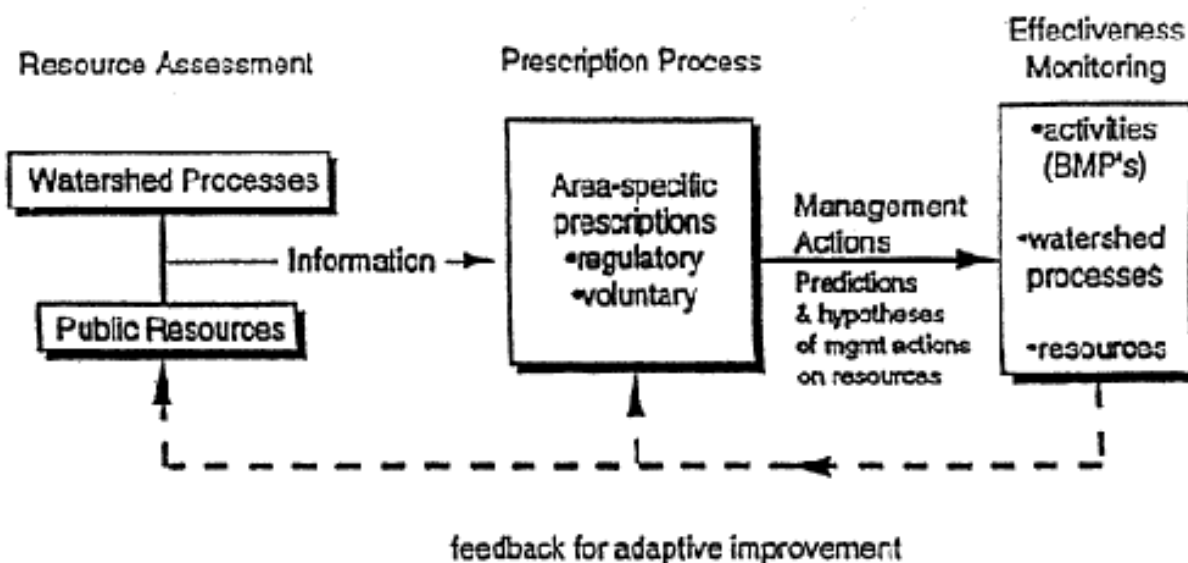 Resource Assessment
Watershed Processes
Information
Public Resources
Prescription Process
Area-specific
prescriptions
•regulatory
•voluntary
Management
Actions
Predictions
& hypotheses
of mgmt actions
on resources
Effectiveness
Monitoring
•activities
(BMP's)
•watershed
processes
•resources
feedback for adaptive improvement